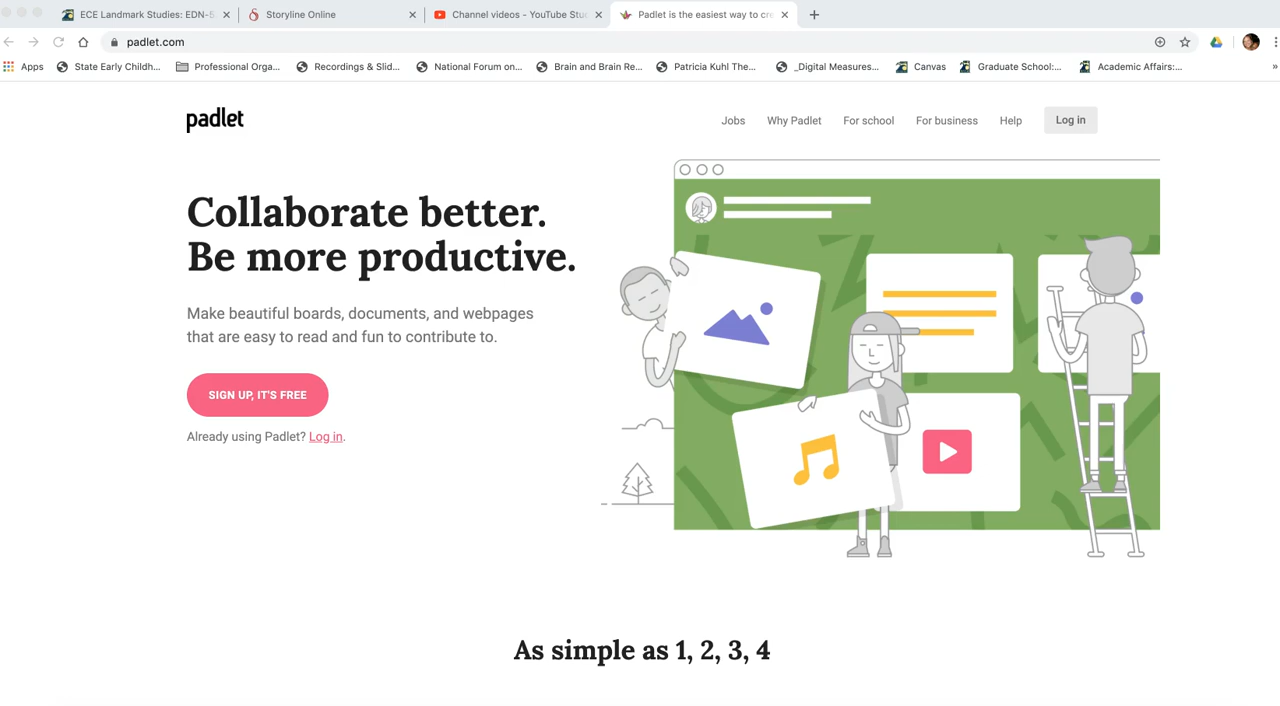 ECE Landmark Studies: EDN-5
Storyline Online
Channel videos - YouTube Stu
Padlet is the easiest way to cre
padlet.com
Apps
State Early Childh...
Professional Orga...
Recordings & Slid...
National Forum on...
Brain and Brain Re...
Patricia Kuhl The...
_Digital Measures...
Canvas
Graduate School:...
Academic Affairs:...
»
padlet
Jobs
Why Padlet
For school
For business
Help
Log in
Collaborate better.
Be more productive.
Make beautiful boards, documents, and webpages
that are easy to read and fun to contribute to.
SIGN UP, IT'S FREE
Already using Padlet? Log in.
As simple as 1, 2, 3, 4